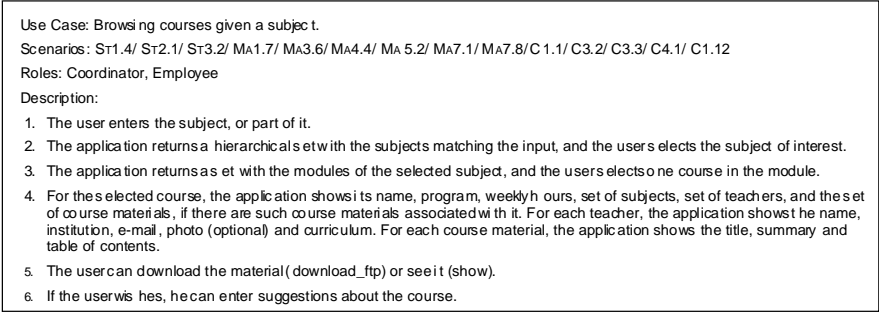 Use Case: Browsing courses given a subject.
Scenarios: ST1.4/ ST2.1/ ST3.2/ MA1.7/ MA3.6/ MA4.4/ MA 5.2/ MA7.1/ MA7.8/ C1.1/ C3.2/ C3.3/ C4.1/ C1.12
Roles: Coordinator, Employee
Description:
1. The user enters the subject, or part of it.
2. The application returns a hierarchical set with the subjects matching the input, and the user selects the subject of interest.
3. The application returns a set with the modules of the selected subject, and the user selects one course in the module.
4. For the selected course, the application shows its name, program, weekly hours, set of subjects, set of teachers, and the set
of course materials, if there are such course materials associated with it. For each teacher, the application shows the name,
institution, e-mail, photo (optional) and curriculum. For each course material, the application shows the title, summary and
table of contents.
5. The user can download the material (download_ftp) or see it (show).
6. If the user wishes, he can enter suggestions about the course.